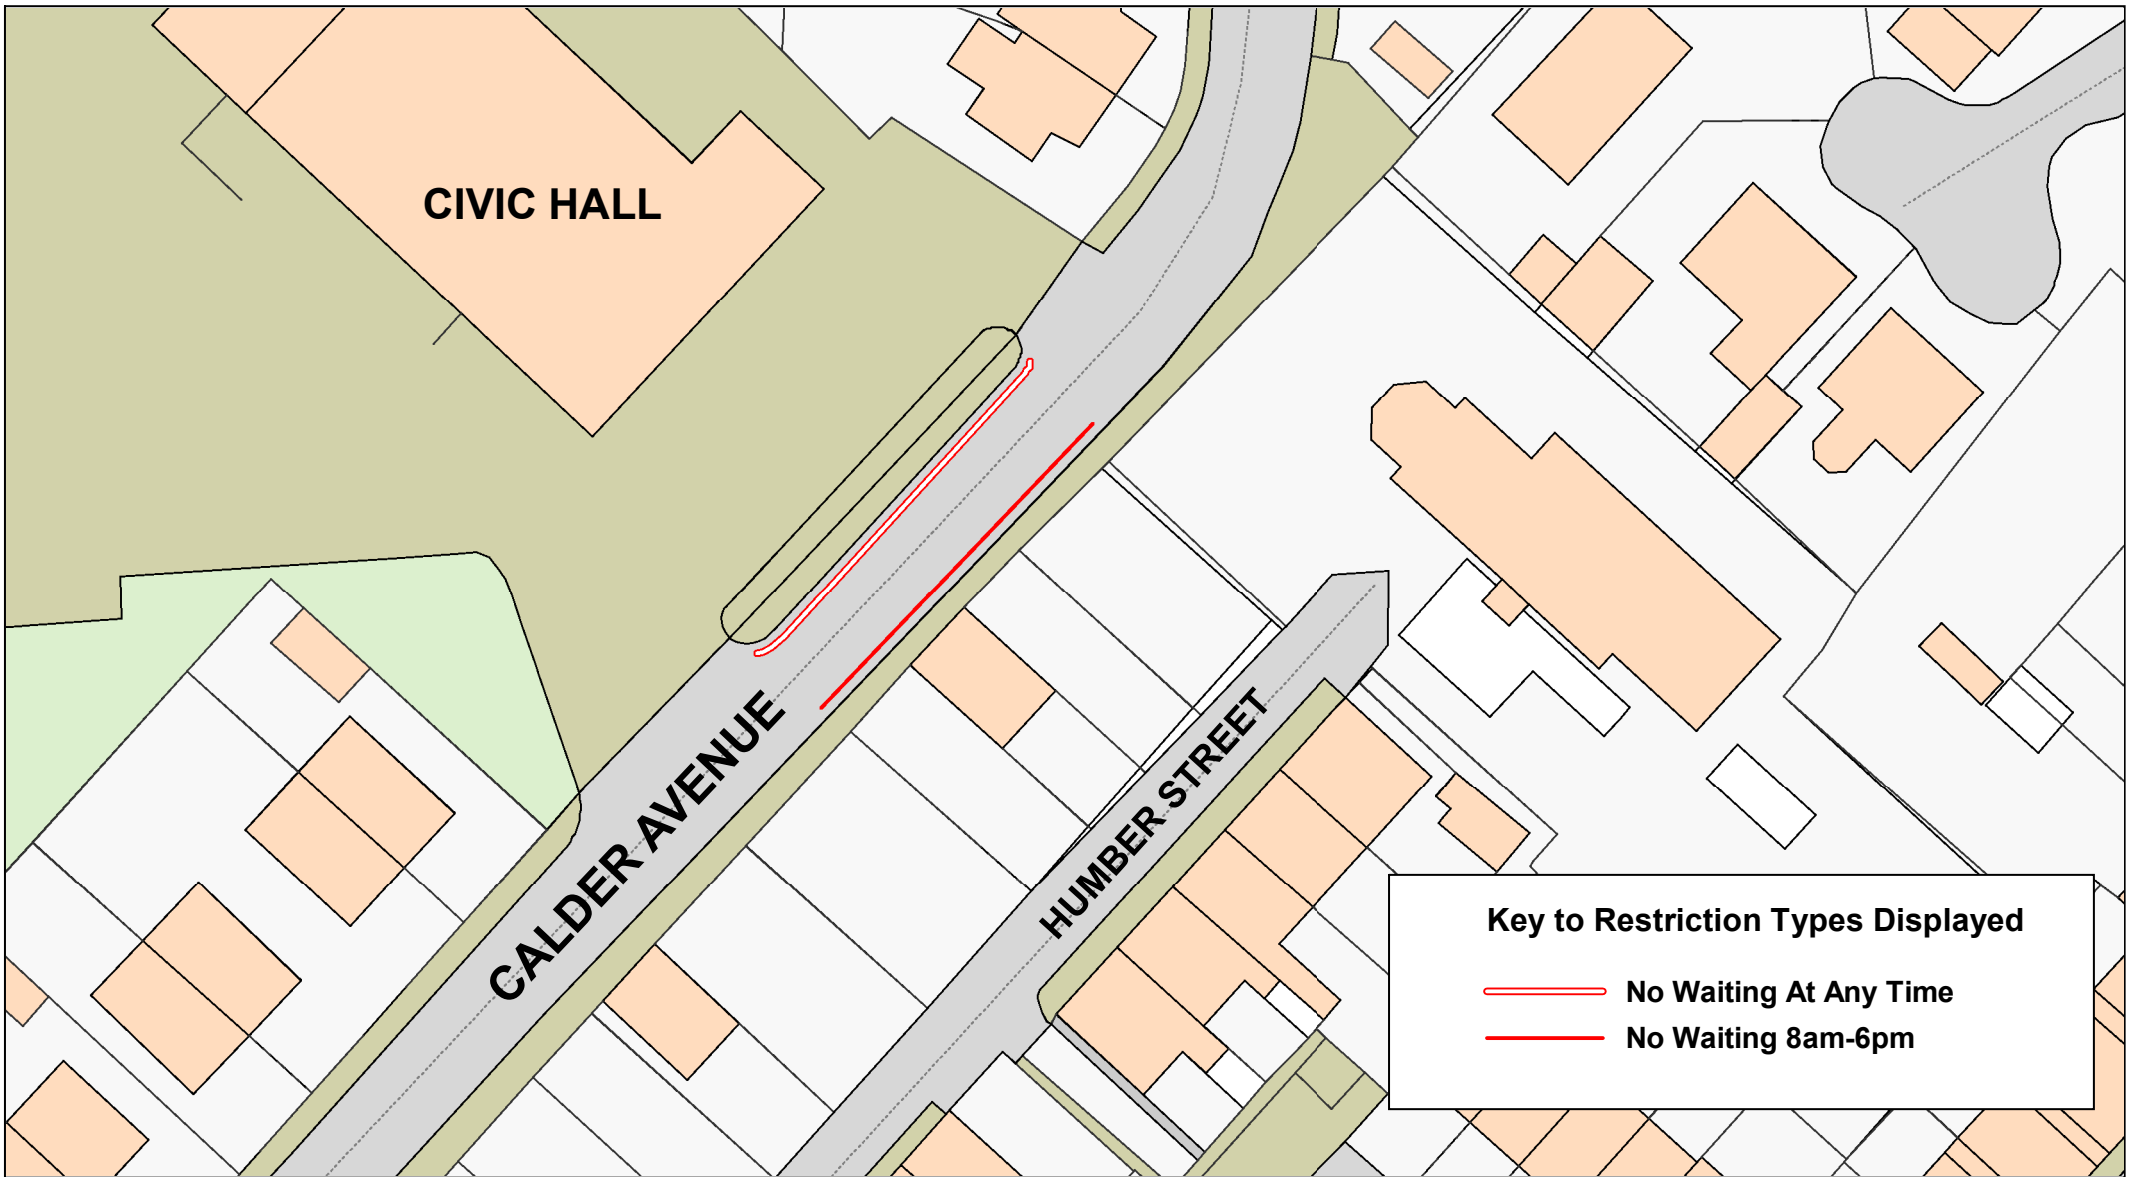 CIVIC HALL
CALDER AVENUE
HUMBER STREET
Key to Restriction Types Displayed
No Waiting At Any Time
No Waiting 8am-6pm